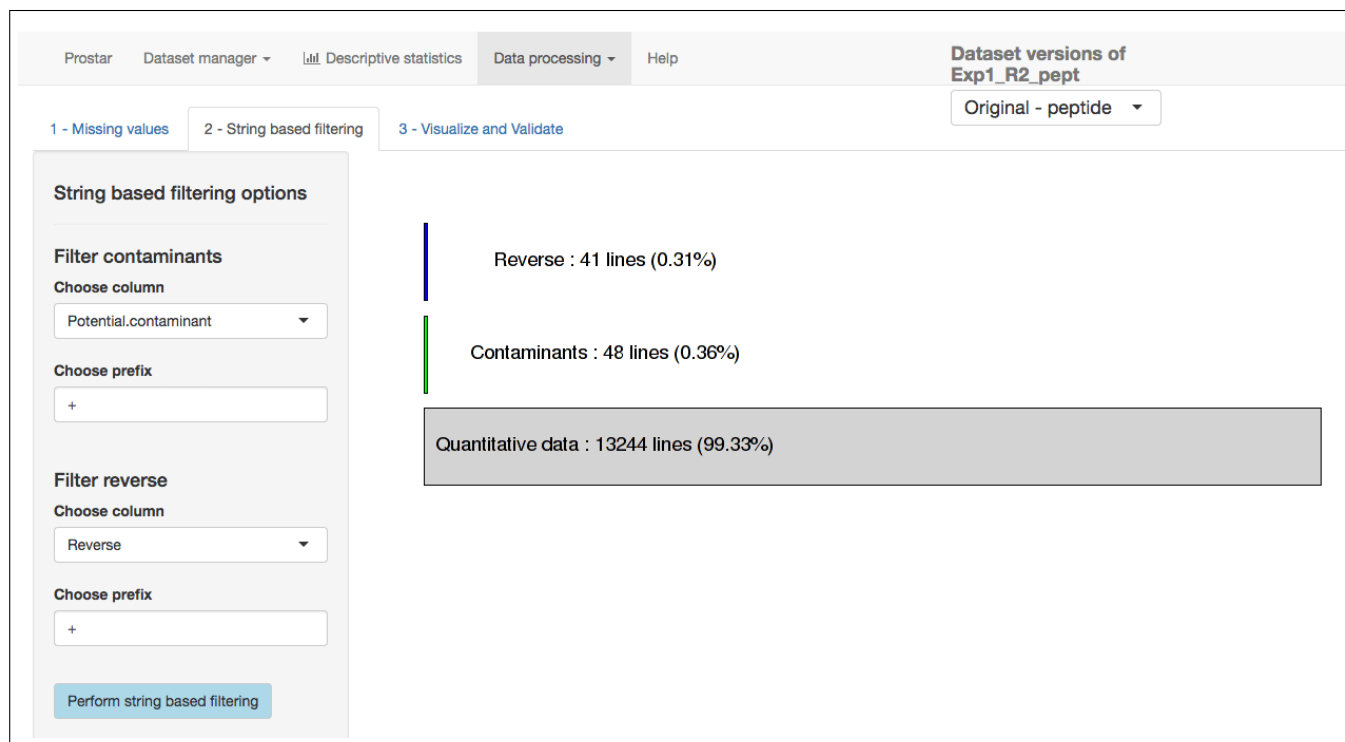 Prostar Dataset manager Descriptive statistics Data processing Help
Dataset versions of
Exp1_R2_pept
Original - peptide
1 - Missing values 2 - String based filtering 3 - Visualize and Validate
String based filtering options
Filter contaminants
Choose column
Potential.contaminant
Choose prefix
+
Filter reverse
Choose column
Reverse
Choose prefix
+
Perform string based filtering
Reverse : 41 lines (0.31%)
Contaminants : 48 lines (0.36%)
Quantitative data : 13244 lines (99.33%)